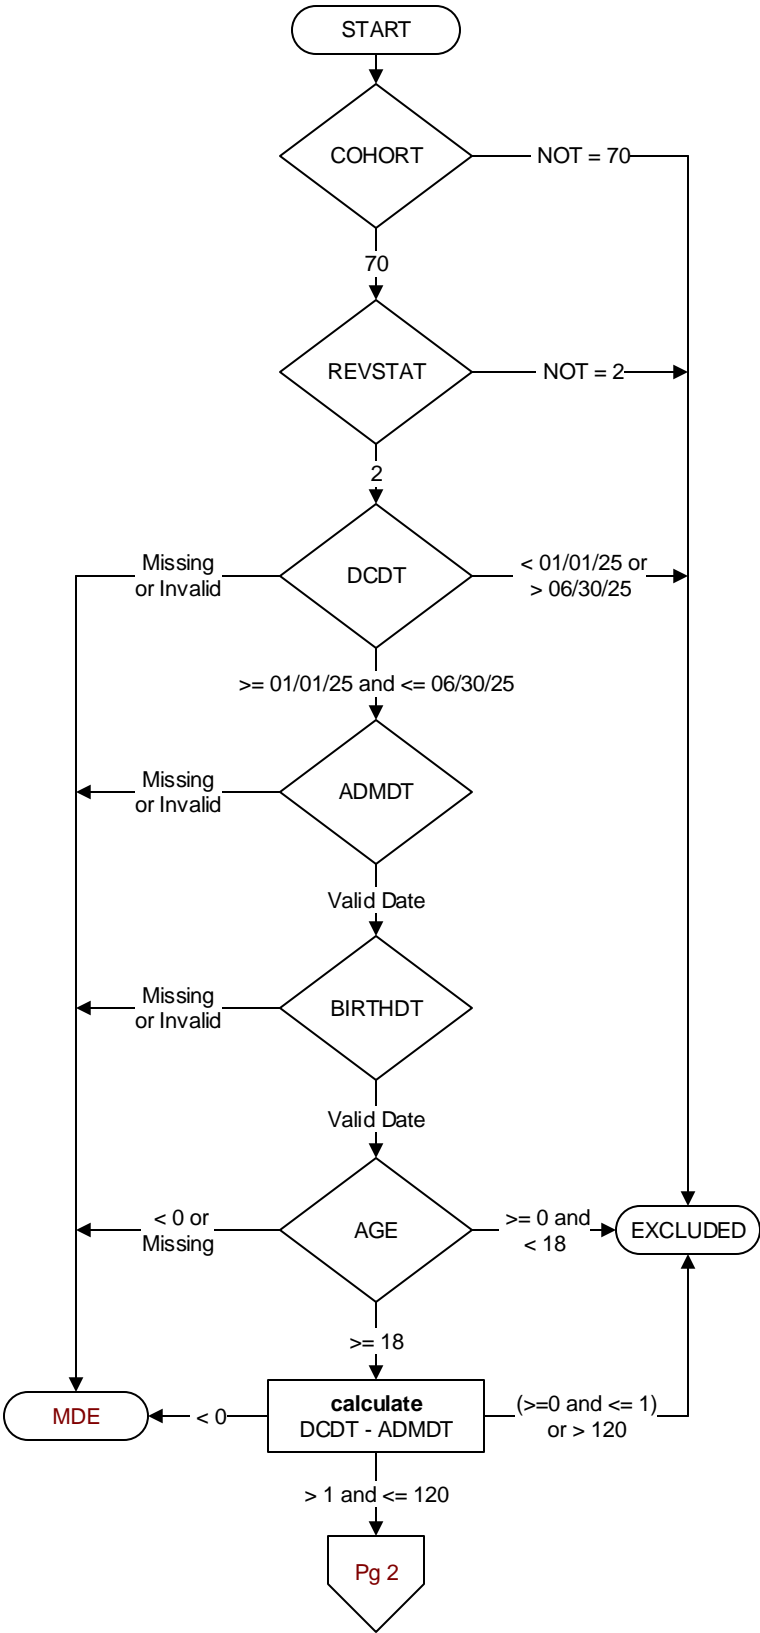 START
COHORT
NOT = 70
70
REVSTAT
NOT = 2
2
Missing
or Invalid
DCDT
< 01/01/25 or
> 06/30/25
>= 01/01/25 and <= 06/30/25
Missing
or Invalid
ADMDT
Valid Date
Missing
or Invalid
BIRTHDT
Valid Date
< 0 or
Missing
AGE
>= 0 and
< 18
EXCLUDED
>= 18
MDE
< 0
calculate
DCDT - ADMDT
(>=0 and <= 1)
or > 120
> 1 and <= 120
Pg 2